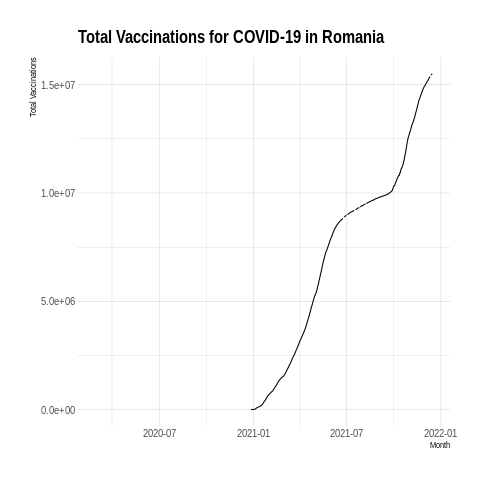 Total Vaccinations for COVID-19 in Romania
Total Vaccinations
1.5e+07
1.0e+07
5.0e+06
0.0e+00
2020-07 2021-01 2021-07 2022-01
Month